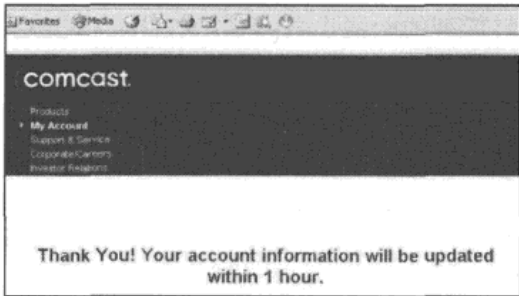 Favorites Media
comcast.
Products
My Account
Support & Service
Corporate/Careers
Investor Relations
Thank You! Your account information will be updated
within 1 hour.